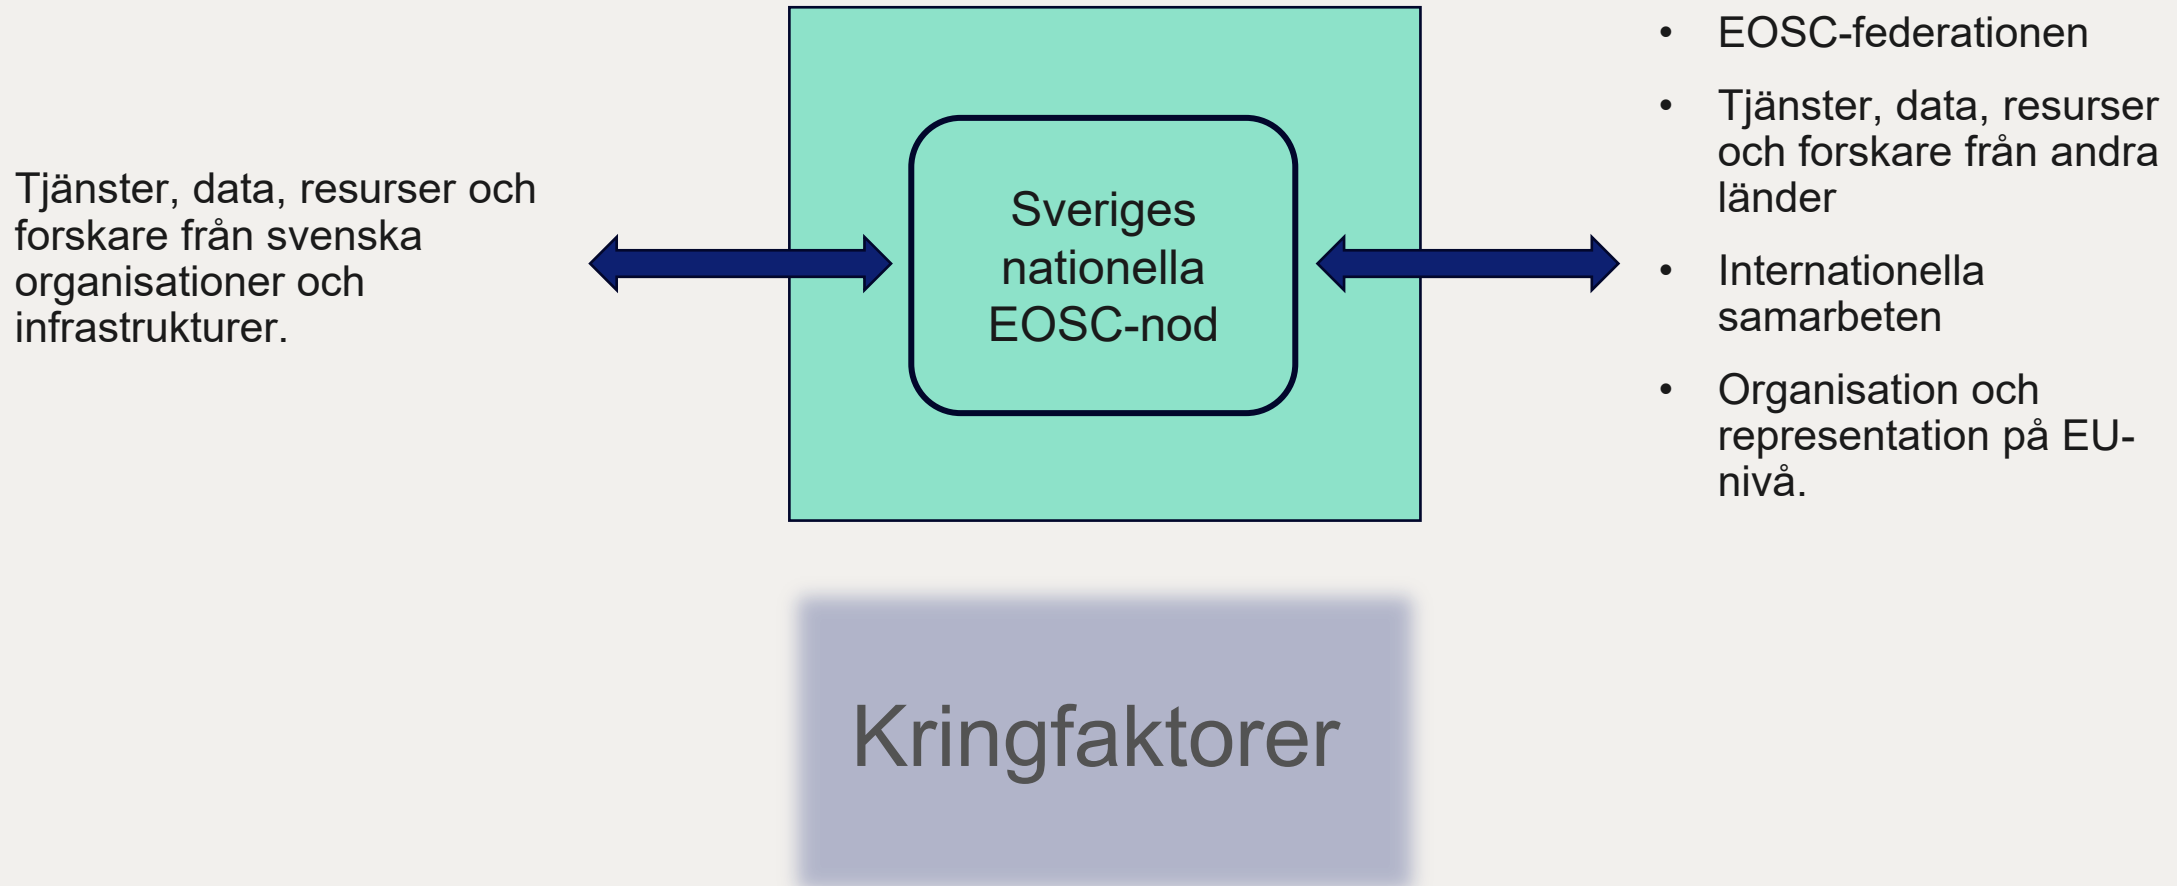 Tjänster, data, resurser och
forskare från svenska
organisationer och
infrastrukturer.
Sveriges
nationella
EOSC-nod
• EOSC-federationen
• Tjänster, data, resurser
och forskare från andra
länder
• Internationella
samarbeten
• Organisation och
representation på EU-
nivå.
Kringfaktorer